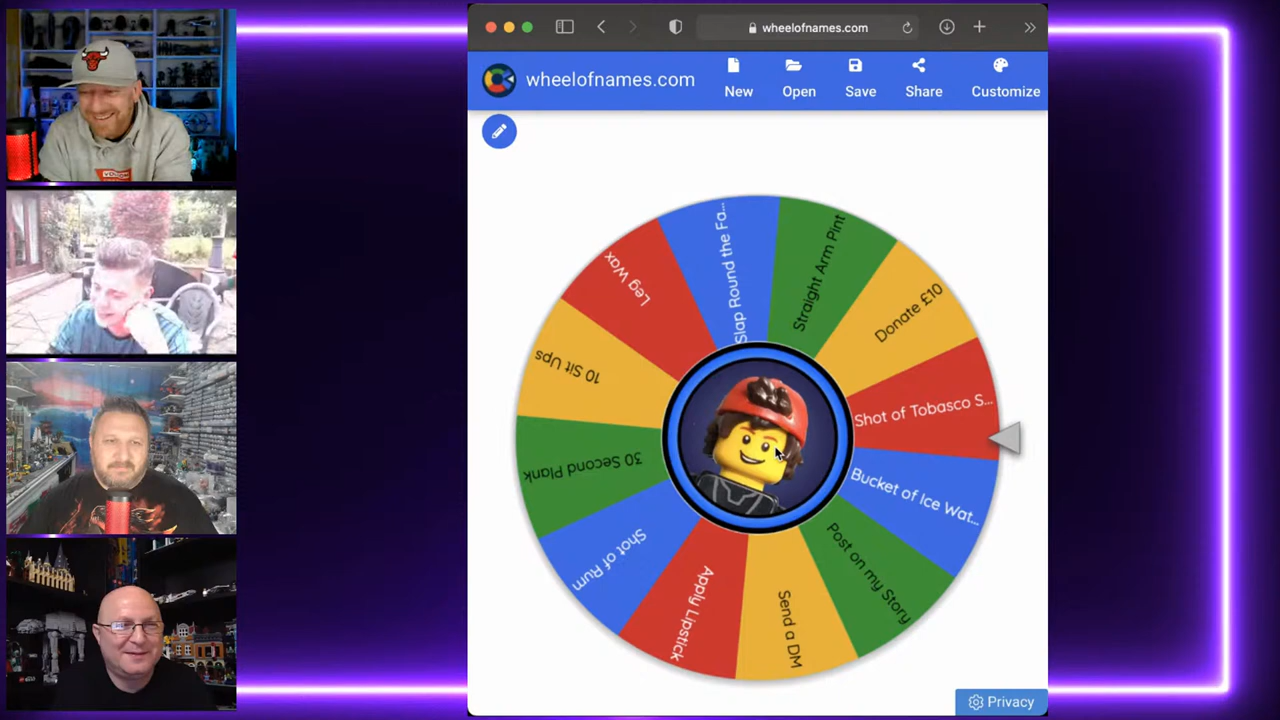 wheelofnames.com
wheelofnames.com
New
Open
Save
Share
Customize
Slap Round the Fa...
Straight Arm Pint
Donate £10
Shot of Tobasco S...
Bucket of Ice Wat...
Post on my Story
Send a DM
Apply Lipstick
Shot of Rum
30 Second Plank
10 Sit Ups
Leg Wax
Privacy